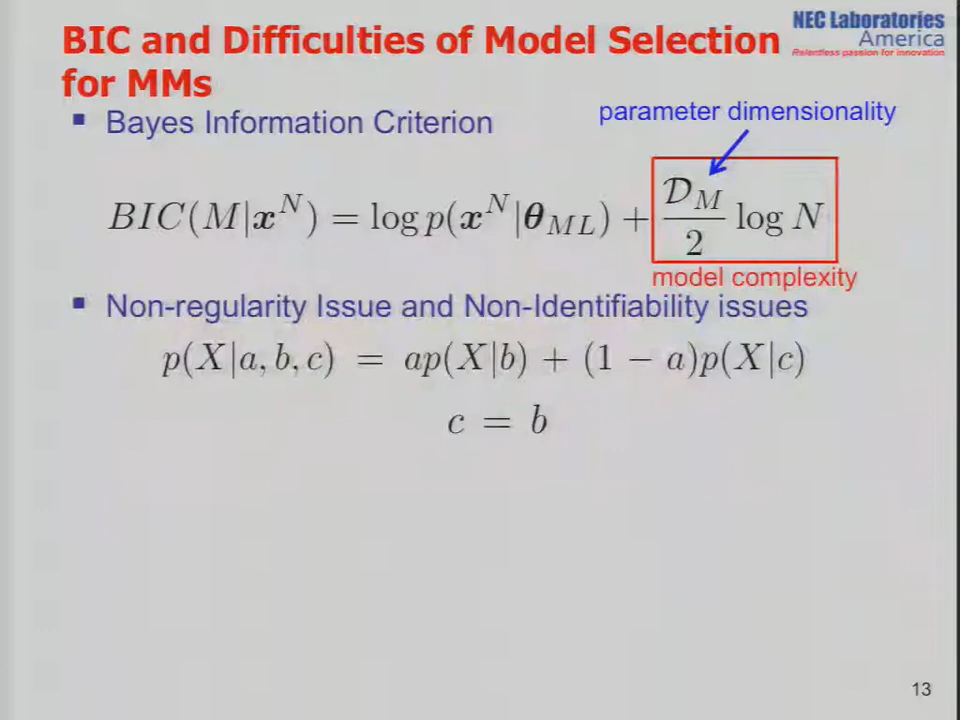 BIC and Difficulties of Model Selection
for MMs
NEC Laboratories
America
Relentless passion for innovation
▪ Bayes Information Criterion
parameter dimensionality
BIC(M|x^N) = log p(x^N|θ_ML) + D_M/2 log N
model complexity
▪ Non-regularity Issue and Non-Identifiability issues
p(X|a, b, c) = ap(X|b) + (1 − a)p(X|c)
c = b
13